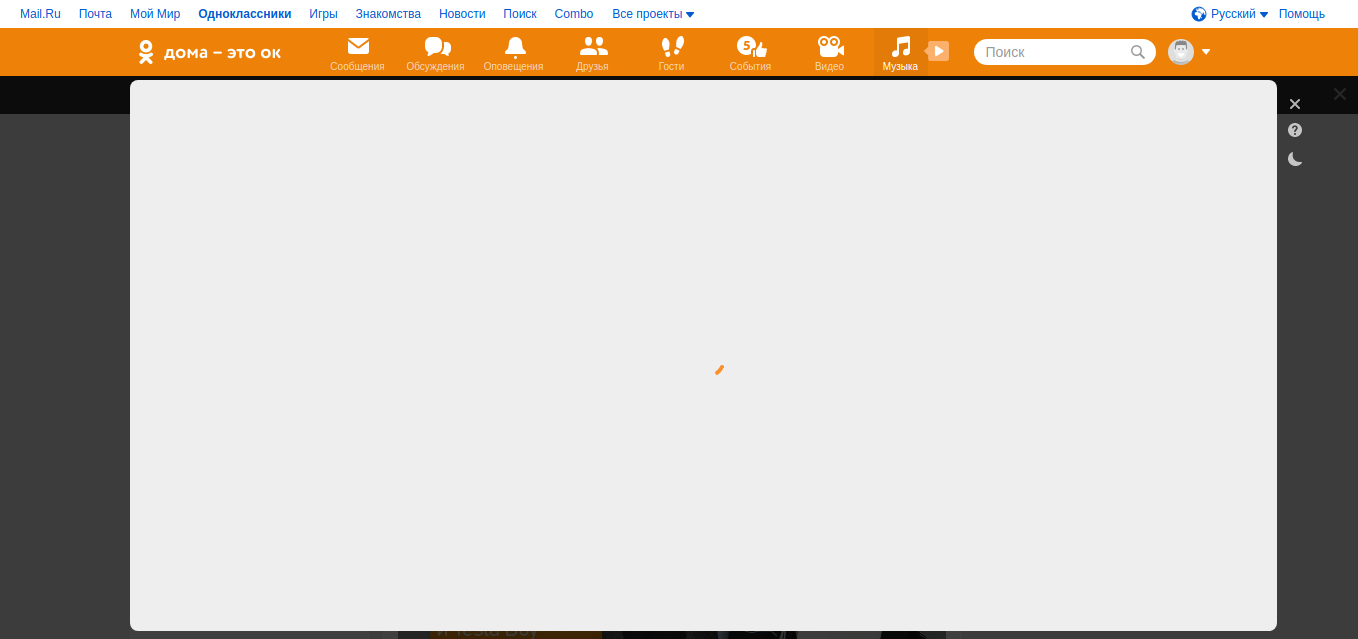 Mail.Ru Почта Мой Мир Одноклассники Игры Знакомства Новости Поиск Combo Все проекты Русский Помощь
дома – это ок
5
Поиск
Сообщения Обсуждения Оповещения Друзья Гости События Видео Музыка